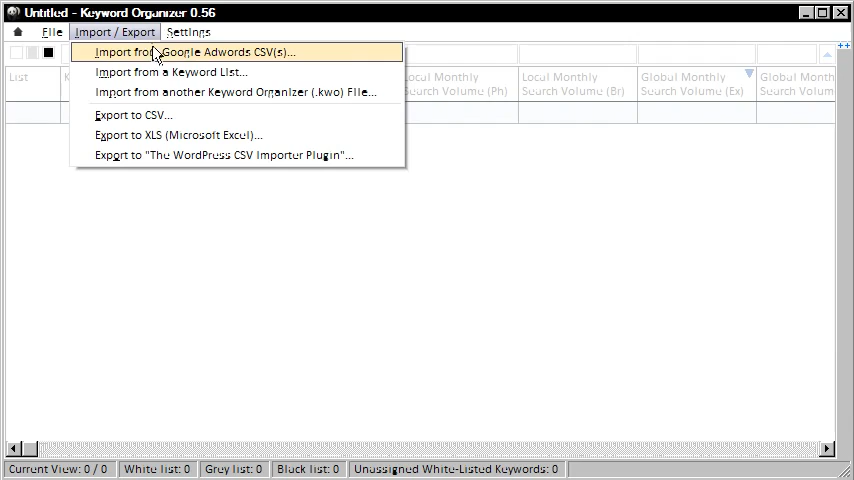 Untitled - Keyword Organizer 0.56
File Import / Export Settings
Import from Google Adwords CSV(s)...
Import from a Keyword List...
Import from another Keyword Organizer (.kwo) File...
Export to CSV...
Export to XLS (Microsoft Excel)...
Export to "The WordPress CSV Importer Plugin"...
List K Local Monthly Local Monthly Global Monthly Global Month
Search Volume (Ph) Search Volume (Br) Search Volume (Ex) Search Volum
Current View: 0 / 0 White list: 0 Grey list: 0 Black list: 0 Unassigned White-Listed Keywords: 0